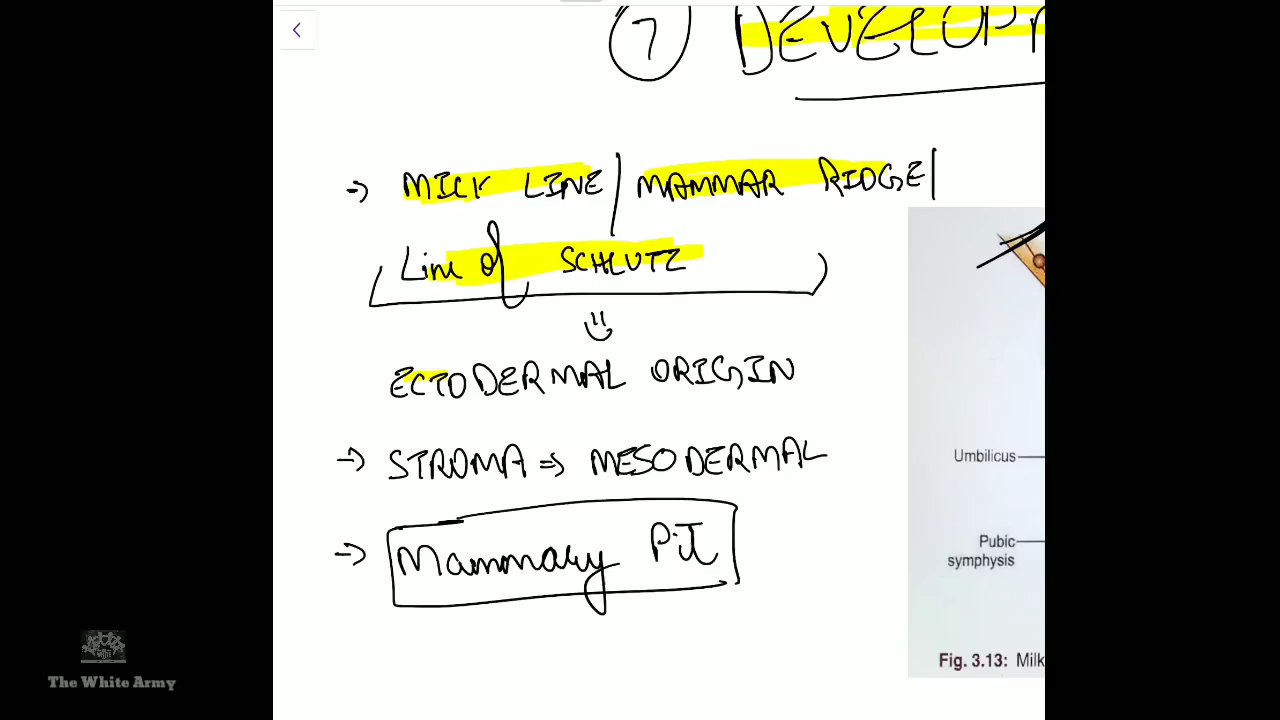 7 DEVELOP
→ MILK LINE / MAMMAR RIDGE /
Line of SCHLUTZ
ECTODERMAL ORIGIN
→ STROMA ⇒ MESODERMAL
→ Mammary Pit
Umbilicus
Pubic
symphysis
Fig. 3.13: Milk
The White Army